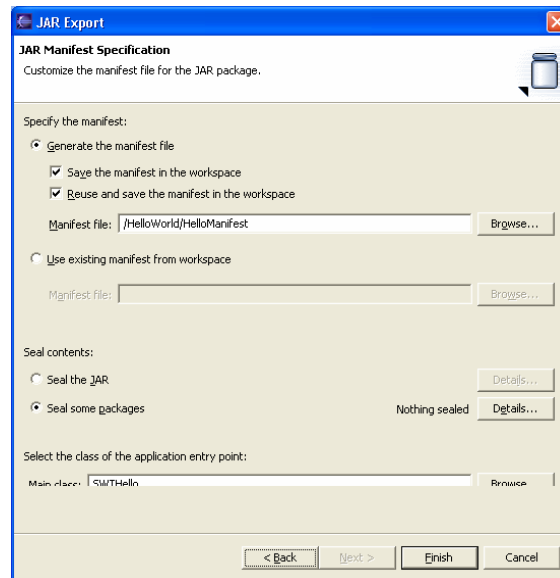 JAR Export
JAR Manifest Specification
Customize the manifest file for the JAR package.
Specify the manifest:
Generate the manifest file
Save the manifest in the workspace
Reuse and save the manifest in the workspace
Manifest file: /HelloWorld/HelloManifest Browse...
Use existing manifest from workspace
Manifest file: Browse...
Seal contents:
Seal the JAR Details...
Seal some packages Nothing sealed Details...
Select the class of the application entry point:
Main class: SWTHello Browse
< Back Next > Finish Cancel